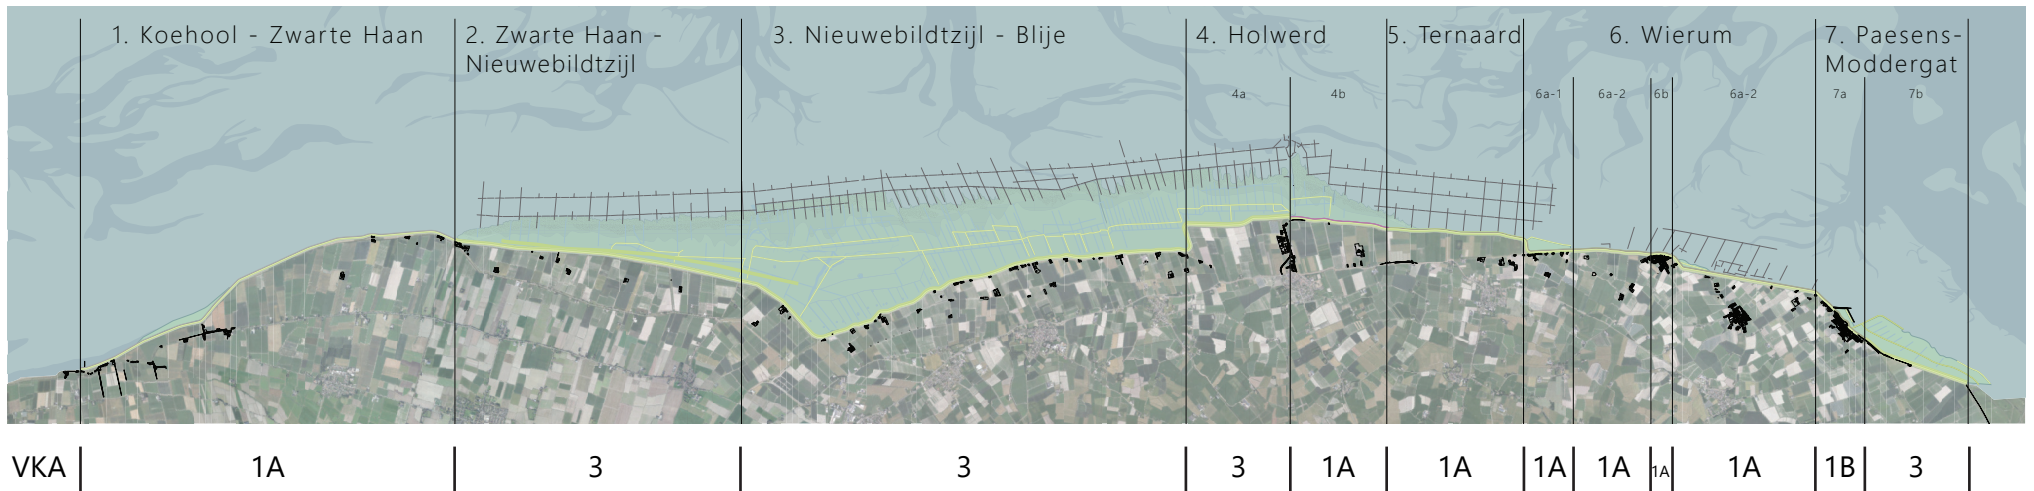 1. Koehool - Zwarte Haan
2. Zwarte Haan -
Nieuwebildtzijl
3. Nieuwebildtzijl - Blije
4. Holwerd
5. Ternaard
6. Wierum
7. Paesens-
Moddergat
4a 4b 6a-1 6a-2 6b 6a-2 7a 7b
VKA 1A 3 3 3 1A 1A 1A 1A 1A 1A 1B 3